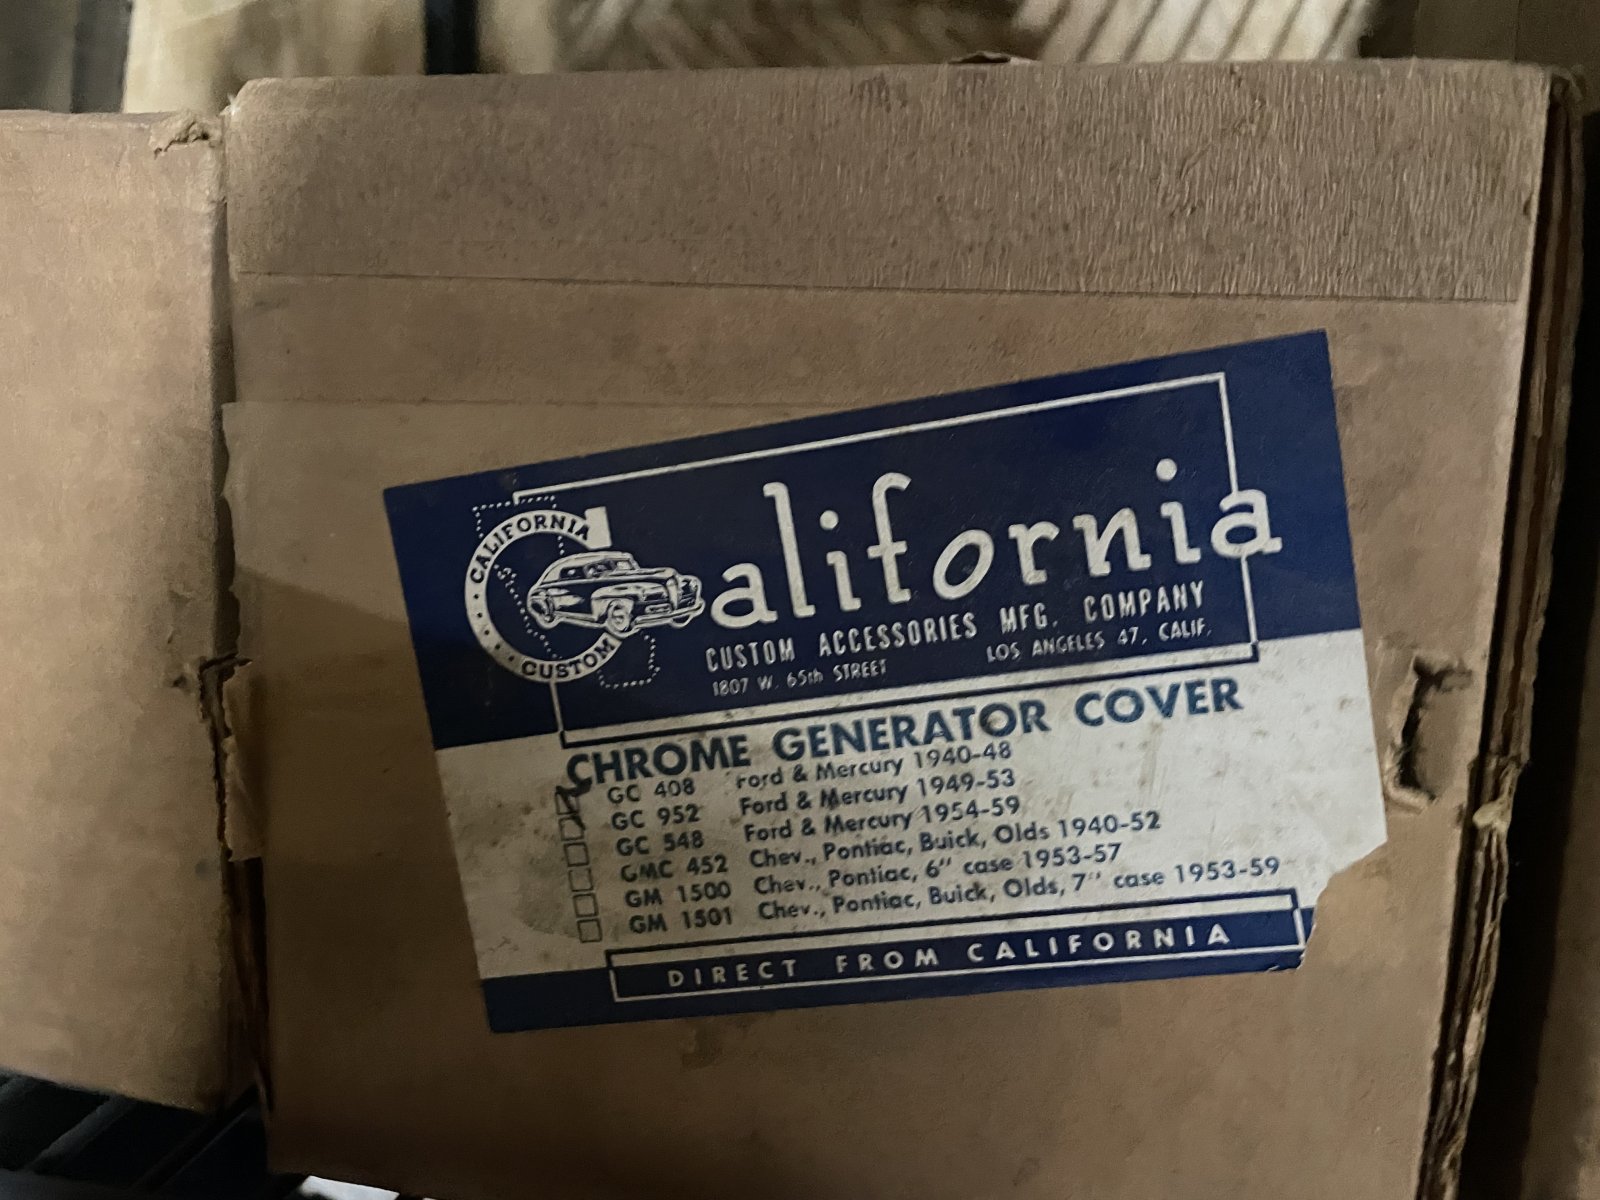 CALIFORNIA
CUSTOM
California
CUSTOM ACCESSORIES MFG. COMPANY
1807 W. 65th STREET LOS ANGELES 47, CALIF.
CHROME GENERATOR COVER
GC 408 Ford & Mercury 1940-48
GC 952 Ford & Mercury 1949-53
GC 548 Ford & Mercury 1954-59
GMC 452 Chev., Pontiac, Buick, Olds 1940-52
GM 1500 Chev., Pontiac, 6" case 1953-57
GM 1501 Chev., Pontiac, Buick, Olds, 7" case 1953-59
DIRECT FROM CALIFORNIA